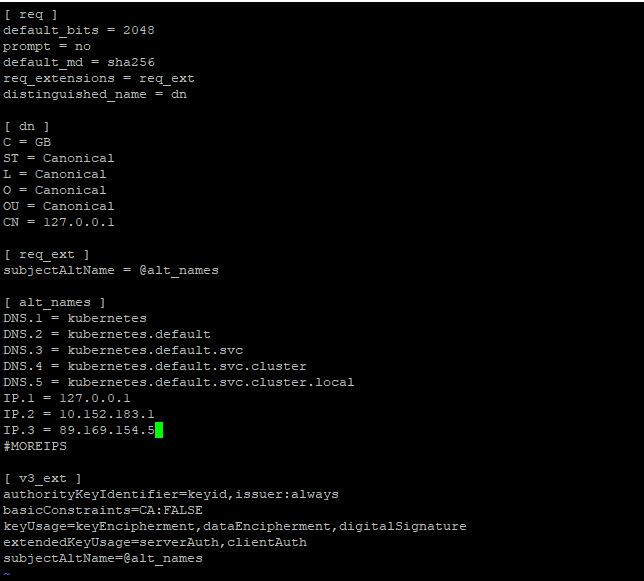 [ req ]
default_bits = 2048
prompt = no
default_md = sha256
req_extensions = req_ext
distinguished_name = dn
[ dn ]
C = GB
ST = Canonical
L = Canonical
O = Canonical
OU = Canonical
CN = 127.0.0.1
[ req_ext ]
subjectAltName = @alt_names
[ alt_names ]
DNS.1 = kubernetes
DNS.2 = kubernetes.default
DNS.3 = kubernetes.default.svc
DNS.4 = kubernetes.default.svc.cluster
DNS.5 = kubernetes.default.svc.cluster.local
IP.1 = 127.0.0.1
IP.2 = 10.152.183.1
IP.3 = 89.169.154.5
#MOREIPS
[ v3_ext ]
authorityKeyIdentifier=keyid,issuer:always
basicConstraints=CA:FALSE
keyUsage=keyEncipherment,dataEncipherment,digitalSignature
extendedKeyUsage=serverAuth,clientAuth
subjectAltName=@alt_names
~